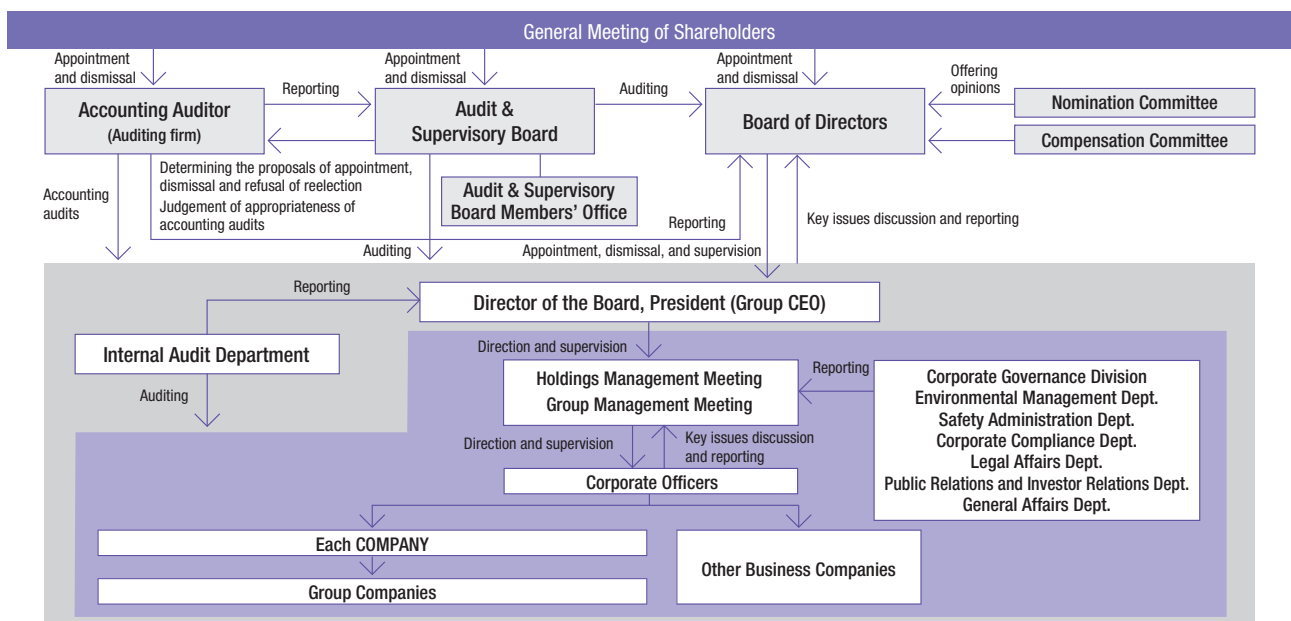 General Meeting of Shareholders
Appointment
and dismissal
Appointment
and dismissal
Appointment
and dismissal
Accounting Auditor
(Auditing firm)
Reporting
Audit &
Supervisory Board
Auditing
Board of Directors
Offering
opinions
Nomination Committee
Compensation Committee
Accounting
audits
Determining the proposals of appointment,
dismissal and refusal of reelection
Judgement of appropriateness of
accounting audits
Audit & Supervisory
Board Members' Office
Reporting
Key issues discussion and reporting
Auditing
Appointment, dismissal, and supervision
Reporting
Director of the Board, President (Group CEO)
Internal Audit Department
Auditing
Direction and supervision
Holdings Management Meeting
Group Management Meeting
Reporting
Corporate Governance Division
Environmental Management Dept.
Safety Administration Dept.
Corporate Compliance Dept.
Legal Affairs Dept.
Public Relations and Investor Relations Dept.
General Affairs Dept.
Direction and supervision
Key issues discussion
and reporting
Corporate Officers
Each COMPANY
Group Companies
Other Business Companies